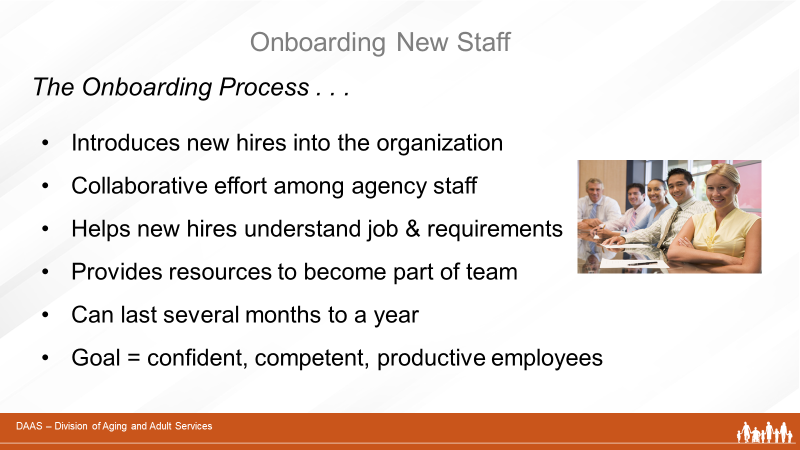 Onboarding New Staff
The Onboarding Process . . .
• Introduces new hires into the organization
• Collaborative effort among agency staff
• Helps new hires understand job & requirements
• Provides resources to become part of team
• Can last several months to a year
• Goal = confident, competent, productive employees
DAAS – Division of Aging and Adult Services